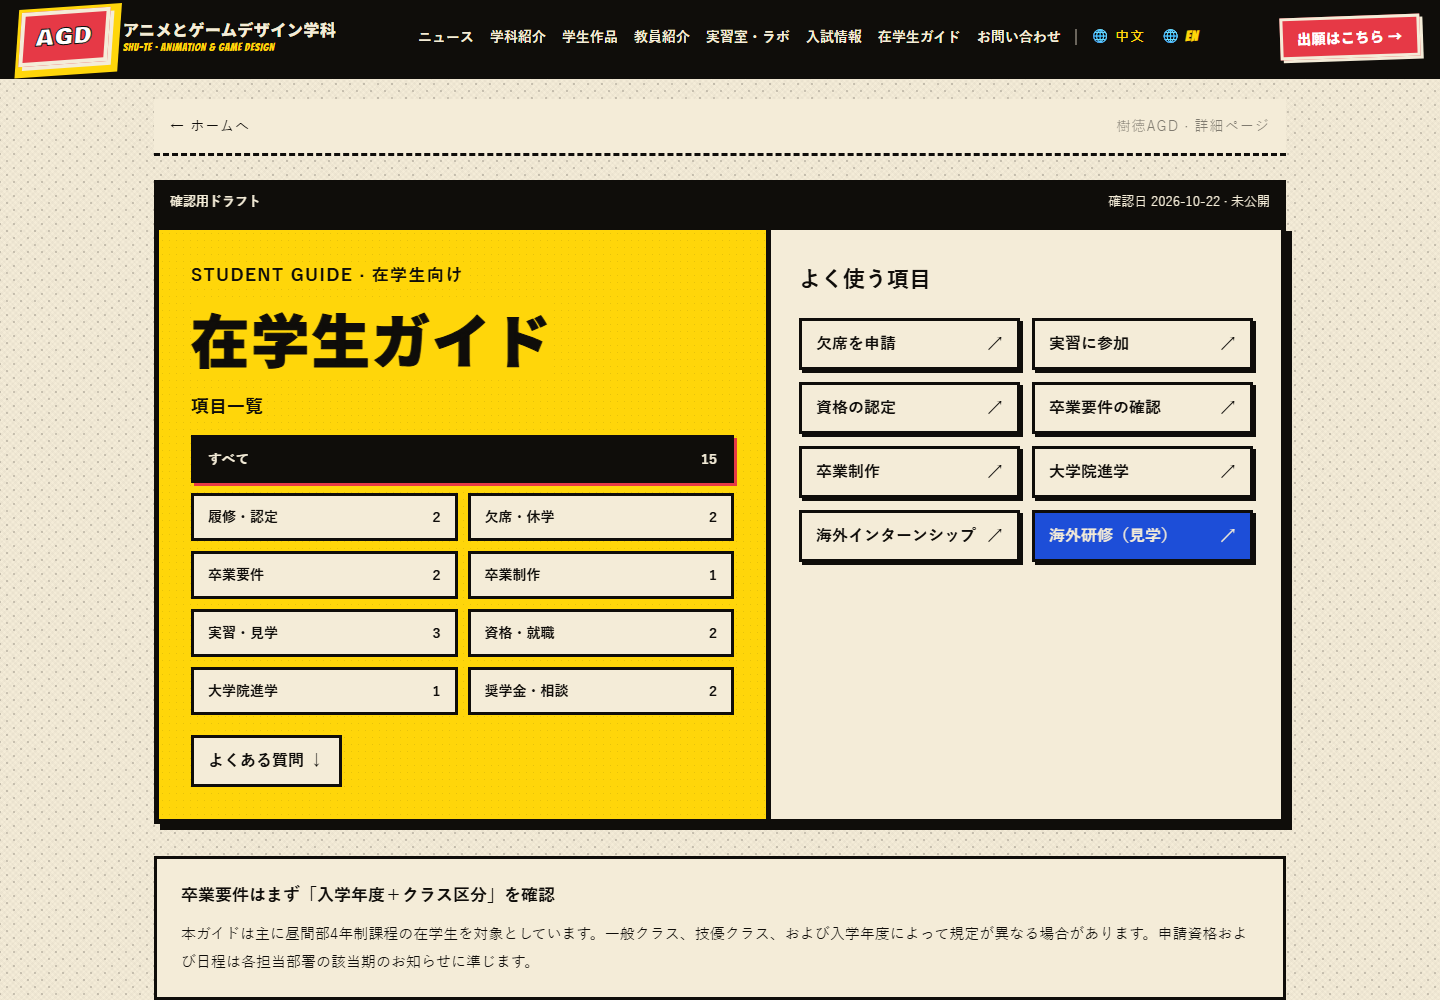 AGD
アニメとゲームデザイン学科
SHU-TE · ANIMATION & GAME DESIGN
ニュース 学科紹介 学生作品 教員紹介 実習室・ラボ 入試情報 在学生ガイド お問い合わせ | 🌐 中文 🌐 EN
出願はこちら →
← ホームへ
樹徳AGD · 詳細ページ
確認用ドラフト
確認日 2026-10-22 · 未公開
STUDENT GUIDE · 在学生向け
在学生ガイド
項目一覧
すべて 15
履修・認定 2
欠席・休学 2
卒業要件 2
卒業制作 1
実習・見学 3
資格・就職 2
大学院進学 1
奨学金・相談 2
よくある質問 ↓
よく使う項目
欠席を申請 ↗
実習に参加 ↗
資格の認定 ↗
卒業要件の確認 ↗
卒業制作 ↗
大学院進学 ↗
海外インターンシップ ↗
海外研修（見学） ↗
卒業要件はまず「入学年度＋クラス区分」を確認
本ガイドは主に昼間部4年制課程の在学生を対象としています。一般クラス、技優クラス、および入学年度によって規定が異なる場合があります。申請資格およ
び日程は各担当部署の該当期のお知らせに準じます。